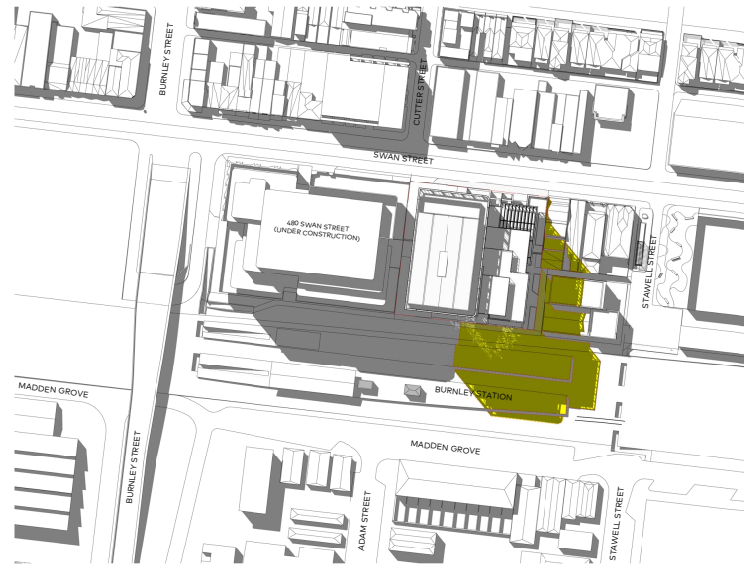 BURNLEY STREET
CUTTER STREET
SWAN STREET
480 SWAN STREET
(UNDER CONSTRUCTION)
STAWELL STREET
MADDEN GROVE
BURNLEY STATION
BURNLEY STREET
MADDEN GROVE
ADAM STREET
STAWELL STREET